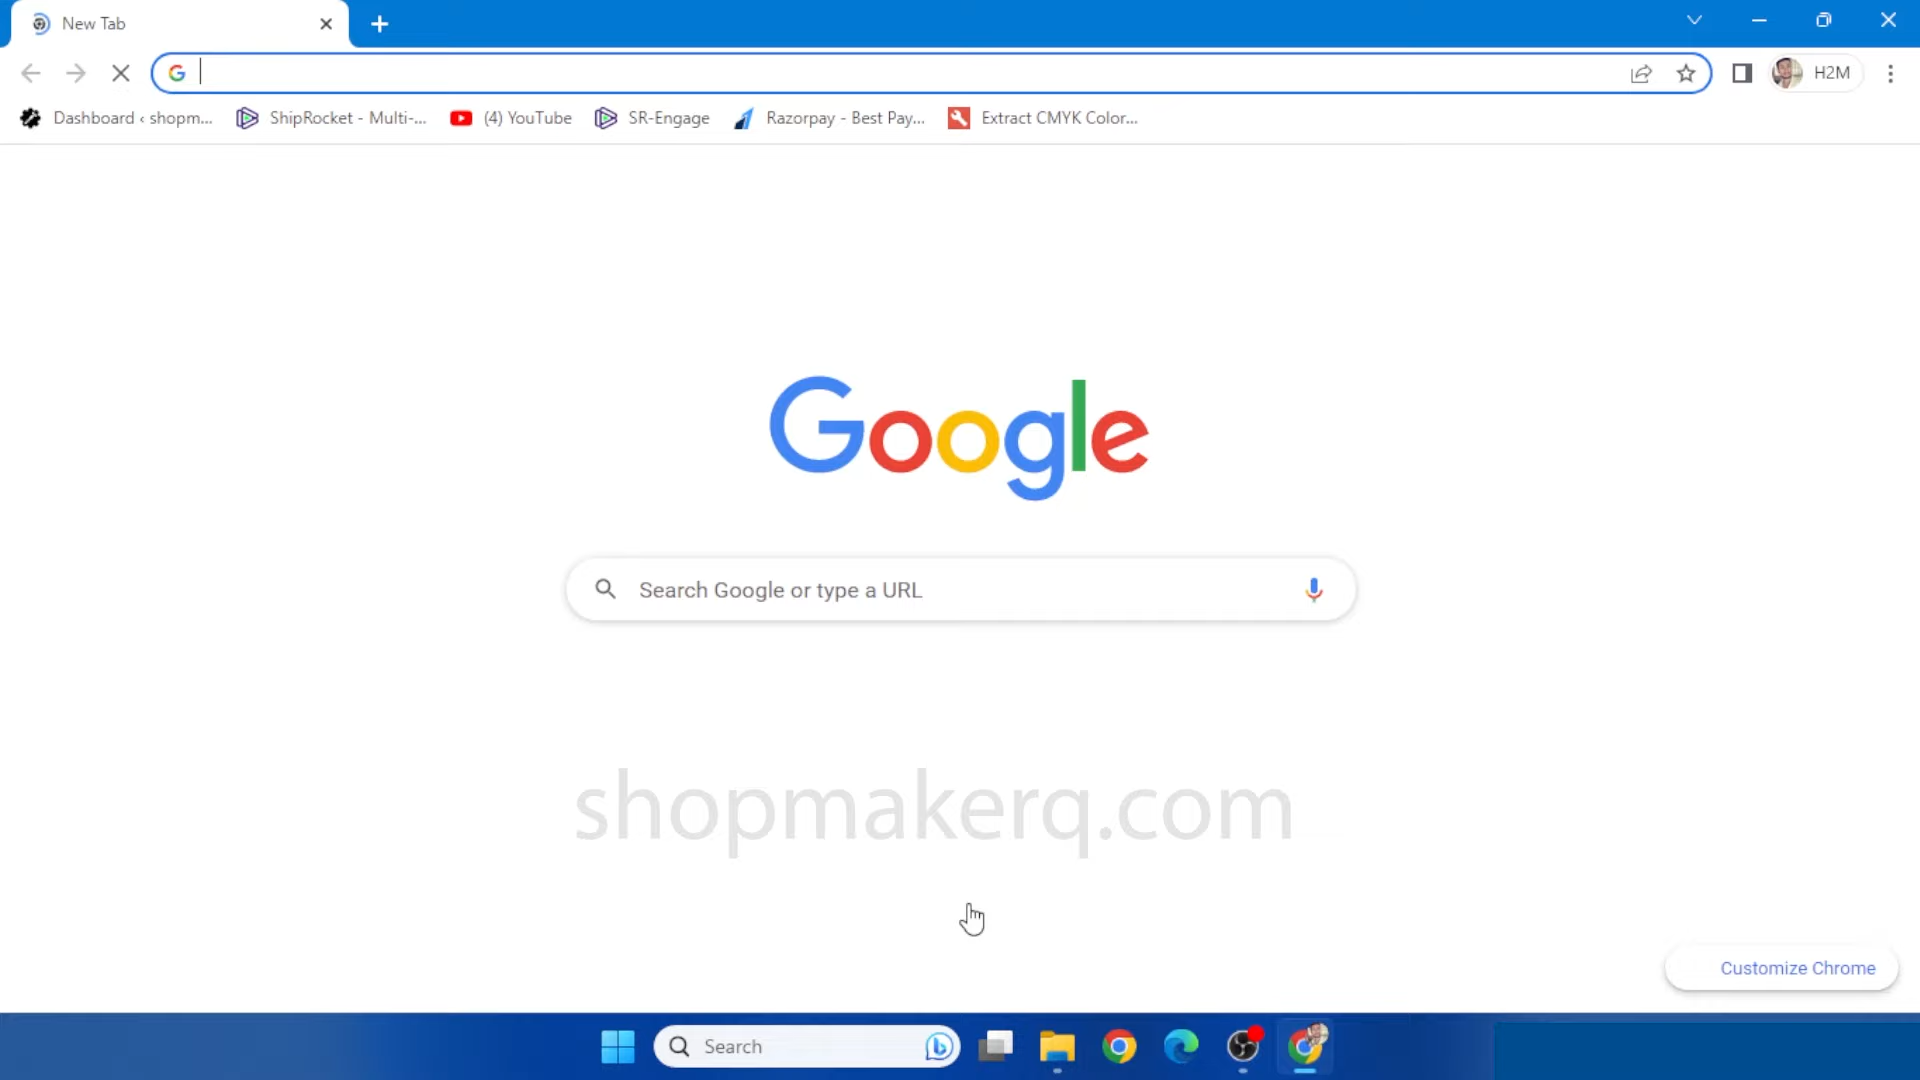 New Tab
H2M
Dashboard ‹ shopm...
ShipRocket - Multi-...
(4) YouTube
SR-Engage
Razorpay - Best Pay...
Extract CMYK Color...
Google
Search Google or type a URL
shopmakerq.com
Customize Chrome
Search